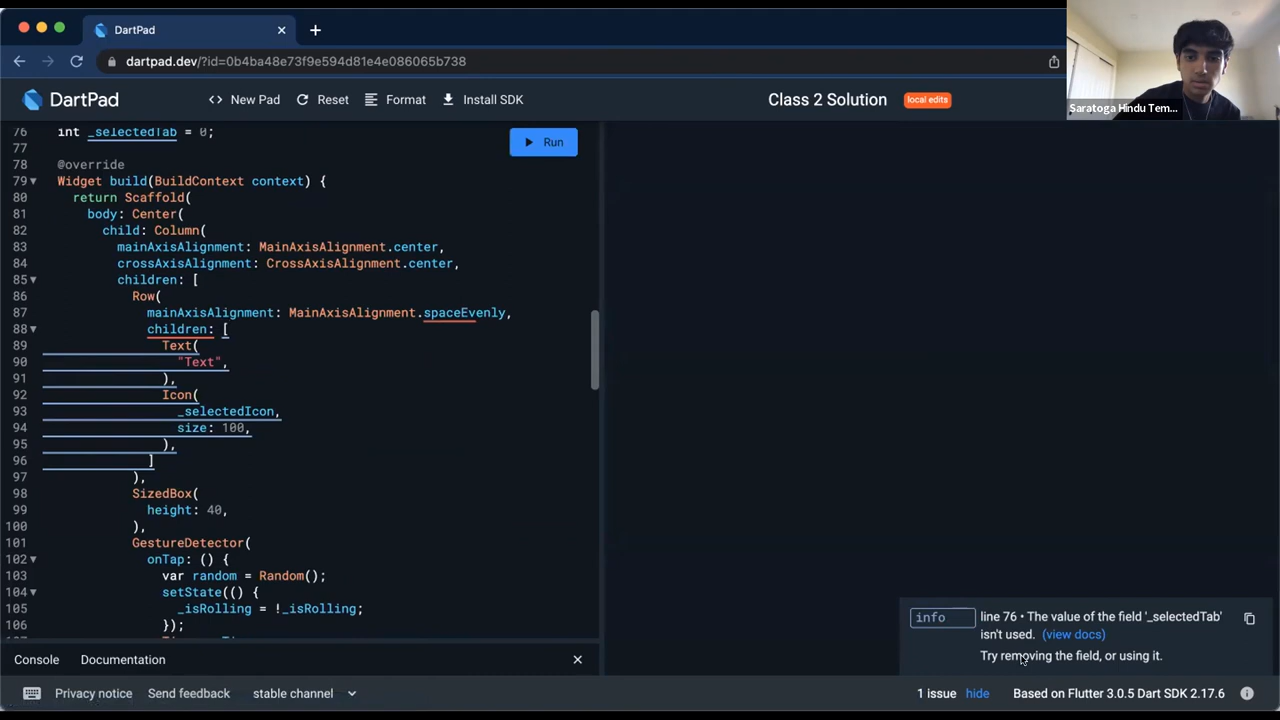 DartPad
dartpad.dev/?id=0b4ba48e73f9e594d81e4e086065b738
Saratoga Hindu Tem...
DartPad
<> New Pad
Reset
Format
Install SDK
Class 2 Solution
local edits
Run
76 int _selectedTab = 0;
77
78 @override
79 Widget build(BuildContext context) {
80 return Scaffold(
81 body: Center(
82 child: Column(
83 mainAxisAlignment: MainAxisAlignment.center,
84 crossAxisAlignment: CrossAxisAlignment.center,
85 children: [
86 Row(
87 mainAxisAlignment: MainAxisAlignment.spaceEvenly,
88 children: [
89 Text(
90 "Text",
91 ),
92 Icon(
93 _selectedIcon,
94 size: 100,
95 ),
96 ]
97 ),
98 SizedBox(
99 height: 40,
100 ),
101 GestureDetector(
102 onTap: () {
103 var random = Random();
104 setState(() {
105 _isRolling = !_isRolling;
106 });
info
line 76 • The value of the field '_selectedTab'
isn't used. (view docs)
Try removing the field, or using it.
Console
Documentation
Privacy notice
Send feedback
stable channel
1 issue
hide
Based on Flutter 3.0.5 Dart SDK 2.17.6